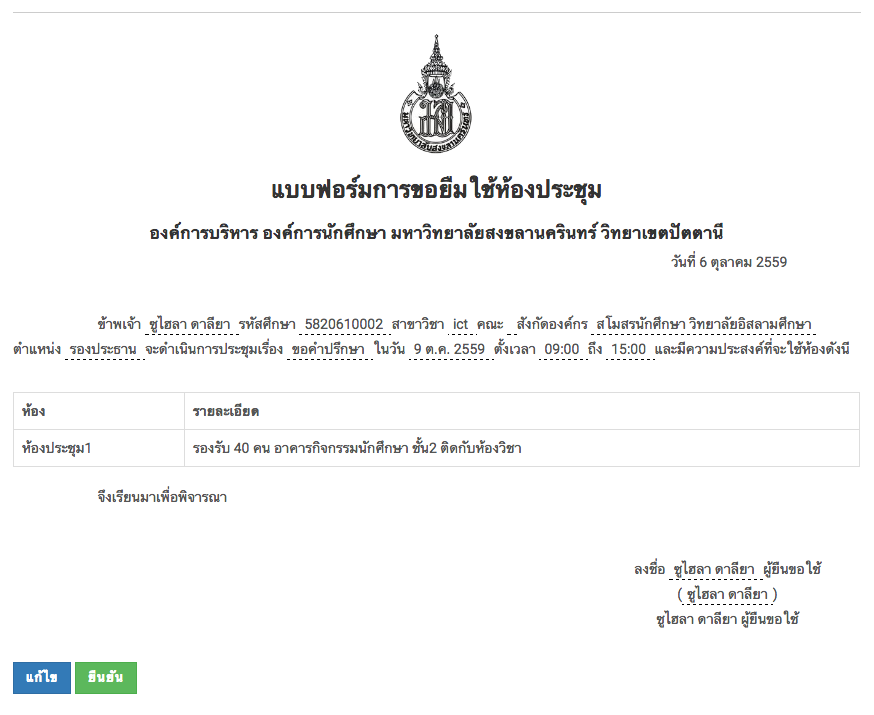 มหาวิทยาลัยสงขลานครินทร์
แบบฟอร์มการขอยืมใช้ห้องประชุม
องค์การบริหาร องค์การนักศึกษา มหาวิทยาลัยสงขลานครินทร์ วิทยาเขตปัตตานี
วันที่ 6 ตุลาคม 2559
ข้าพเจ้า ซูไฮลา ดาลียา รหัสศึกษา 5820610002 สาขาวิชา ict คณะ สังกัดองค์กร สโมสรนักศึกษา วิทยาลัยอิสลามศึกษา
ตำแหน่ง รองประธาน จะดำเนินการประชุมเรื่อง ขอคำปรึกษา ในวัน 9 ต.ค. 2559 ตั้งเวลา 09:00 ถึง 15:00 และมีความประสงค์ที่จะใช้ห้องดังนี้
ห้อง รายละเอียด
ห้องประชุม1 รองรับ 40 คน อาคารกิจกรรมนักศึกษา ชั้น2 ติดกับห้องวิชา
จึงเรียนมาเพื่อพิจารณา
ลงชื่อ ซูไฮลา ดาลียา ผู้ยืนขอใช้
( ซูไฮลา ดาลียา )
ซูไฮลา ดาลียา ผู้ยืนขอใช้
แก้ไข ยืนยัน